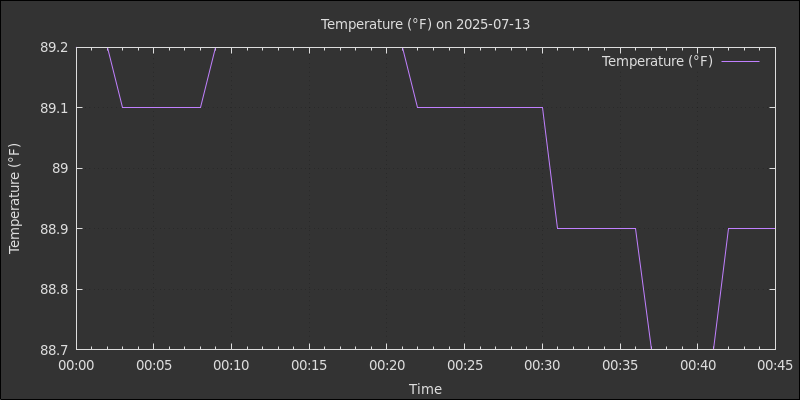 Temperature (°F) on 2025-07-13
Temperature (°F)
89.2
89.1
89
88.9
88.8
88.7
Temperature (°F)
00:00 00:05 00:10 00:15 00:20 00:25 00:30 00:35 00:40 00:45
Time